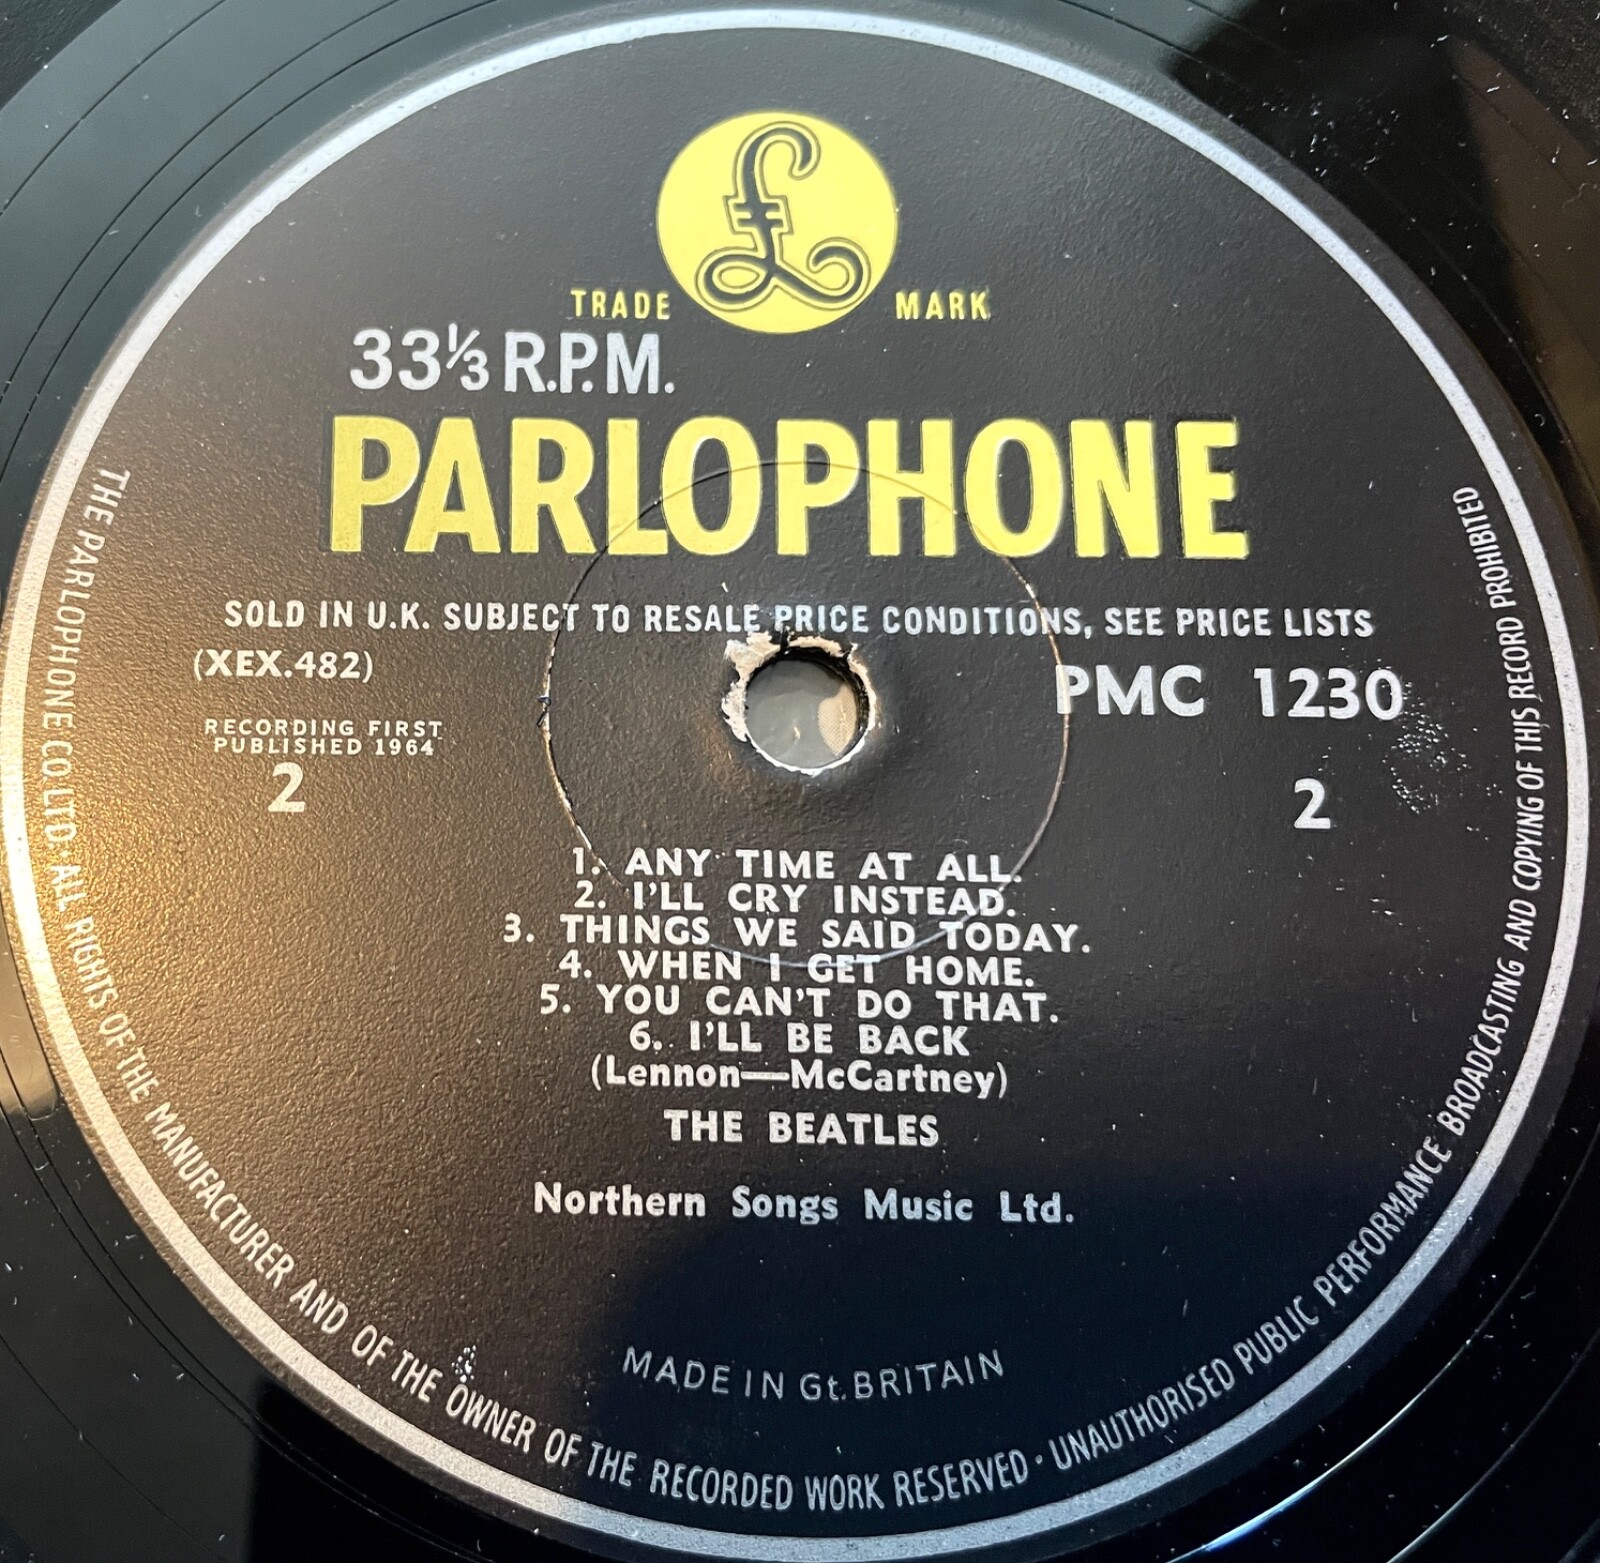 £
TRADE MARK
33⅓ R.P.M.
PARLOPHONE
SOLD IN U.K. SUBJECT TO RESALE PRICE CONDITIONS, SEE PRICE LISTS
(XEX.482)
PMC 1230
RECORDING FIRST
PUBLISHED 1964
2
2
1. ANY TIME AT ALL.
2. I'LL CRY INSTEAD.
3. THINGS WE SAID TODAY.
4. WHEN I GET HOME.
5. YOU CAN'T DO THAT.
6. I'LL BE BACK
(Lennon—McCartney)
THE BEATLES
Northern Songs Music Ltd.
MADE IN Gt. BRITAIN
THE PARLOPHONE CO. LTD · ALL RIGHTS OF THE MANUFACTURER AND OF THE OWNER OF THE RECORDED WORK RESERVED · UNAUTHORISED PUBLIC PERFORMANCE BROADCASTING AND COPYING OF THIS RECORD PROHIBITED